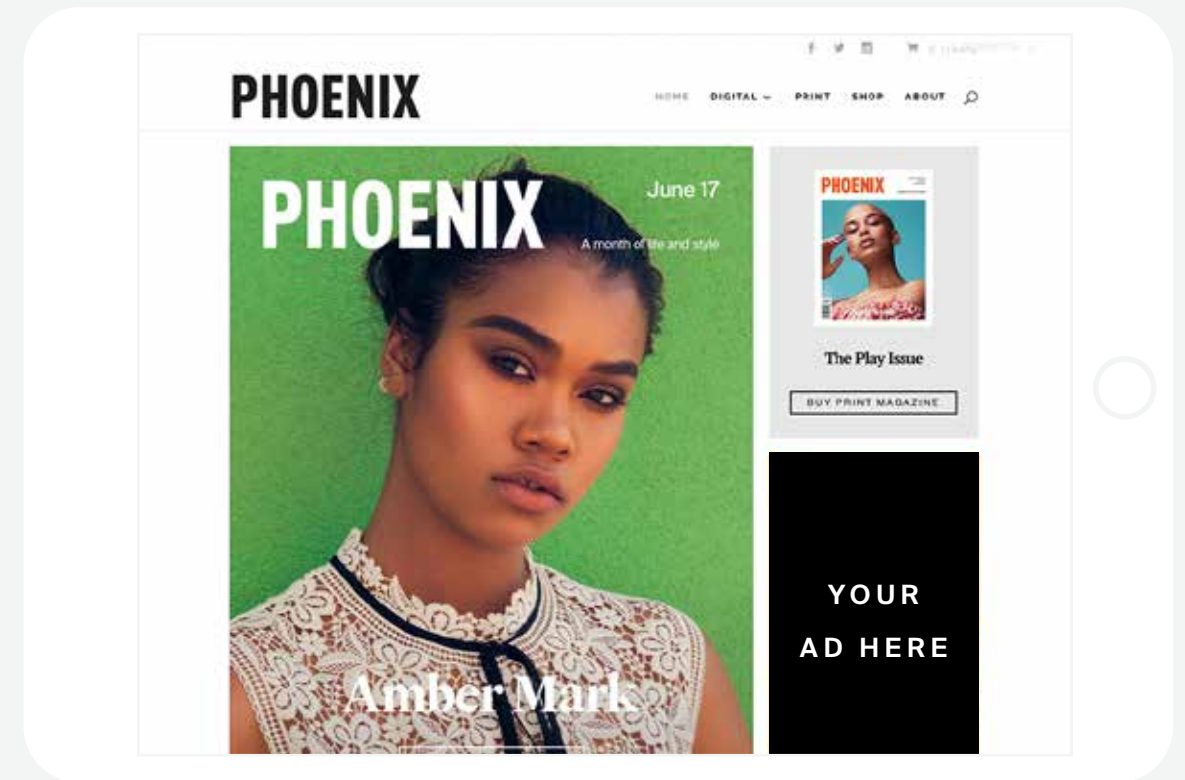 PHOENIX
HOME DIGITAL PRINT SHOP ABOUT
PHOENIX
June 17
A month of life and style
Amber Mark
PHOENIX
The Play Issue
BUY PRINT MAGAZINE
YOUR
AD HERE